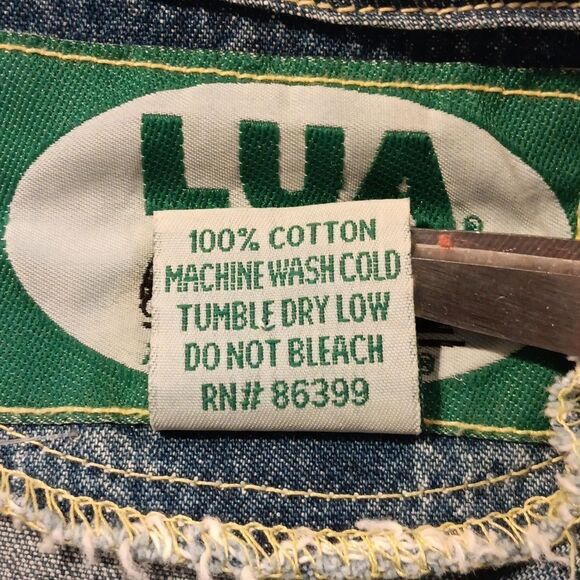 LUA®
100% COTTON
MACHINE WASH COLD
TUMBLE DRY LOW
DO NOT BLEACH
RN# 86399
®